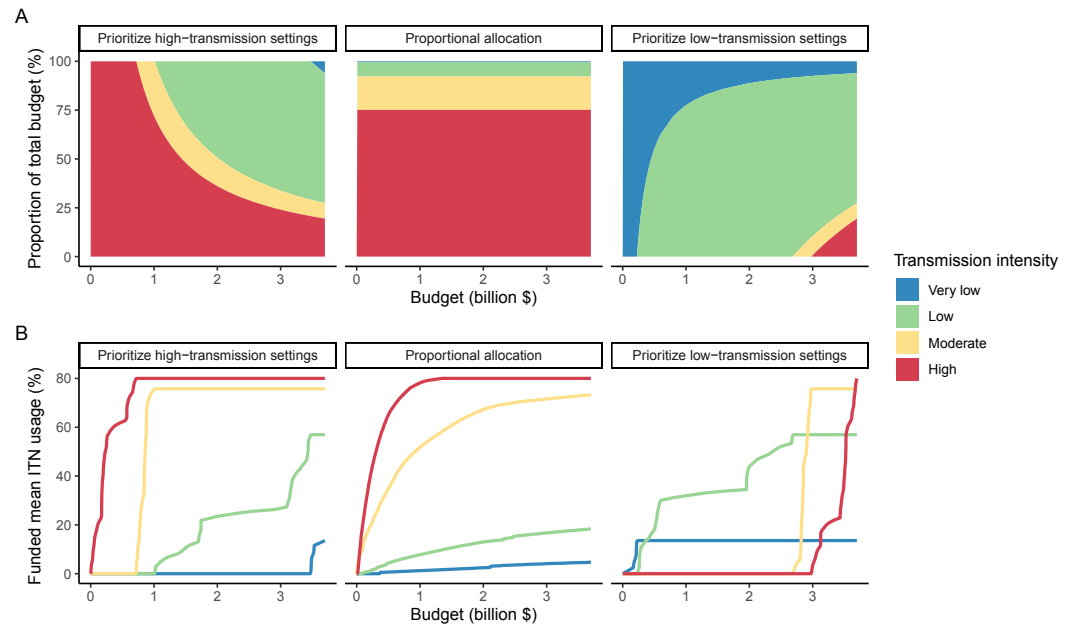 A
Prioritize high−transmission settings
Proportional allocation
Prioritize low−transmission settings
Proportion of total budget (%)
100
75
50
25
0
0 1 2 3
0 1 2 3
0 1 2 3
Budget (billion $)
Transmission intensity
Very low
Low
Moderate
High
B
Prioritize high−transmission settings
Proportional allocation
Prioritize low−transmission settings
Funded mean ITN usage (%)
80
60
40
20
0
0 1 2 3
0 1 2 3
0 1 2 3
Budget (billion $)